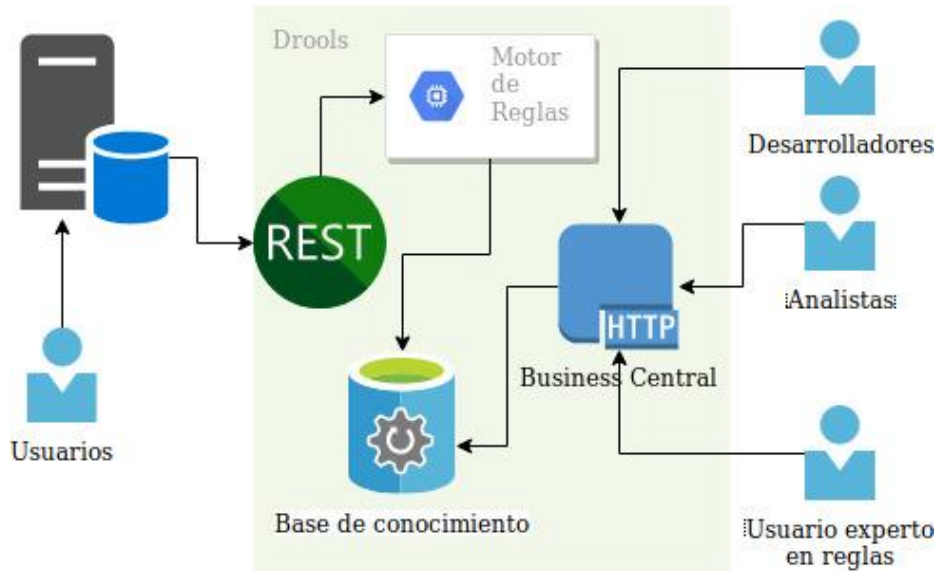 Drools
Motor
de
Reglas
Desarrolladores
REST
Analistas
HTTP
Business Central
Usuarios
Base de conocimiento
Usuario experto
en reglas